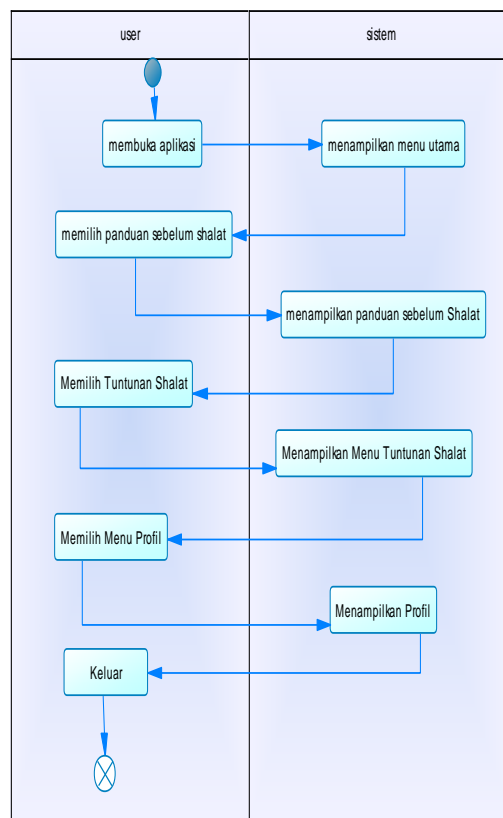 user
sistem
membuka aplikasi
menampilkan menu utama
memilih panduan sebelum shalat
menampilkan panduan sebelum Shalat
Memilih Tuntunan Shalat
Menampilkan Menu Tuntunan Shalat
Memilih Menu Profil
Menampilkan Profil
Keluar